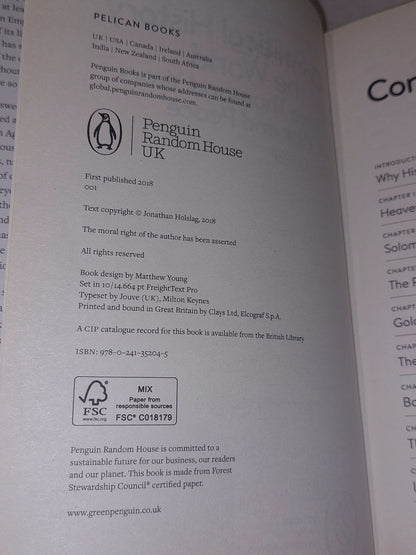 PELICAN BOOKS
UK | USA | Canada | Ireland | Australia
India | New Zealand | South Africa
Penguin Books is part of the Penguin Random House
group of companies whose addresses can be found at
global.penguinrandomhouse.com.
Penguin
Random House
UK
First published 2018
001
Text copyright © Jonathan Holslag, 2018
The moral right of the author has been asserted
All rights reserved
Book design by Matthew Young
Set in 10/14.664 pt FreightText Pro
Typeset by Jouve (UK), Milton Keynes
Printed and bound in Great Britain by Clays Ltd, Elcograf S.p.A.
A CIP catalogue record for this book is available from the British Library
ISBN: 978-0-241-35204-5
FSC
www.fsc.org
MIX
Paper from
responsible sources
FSC® C018179
Penguin Random House is committed to a
sustainable future for our business, our readers
and our planet. This book is made from Forest
Stewardship Council® certified paper.
www.greenpenguin.co.uk
Con
Why His
Heave
Solom
The
Gol
The